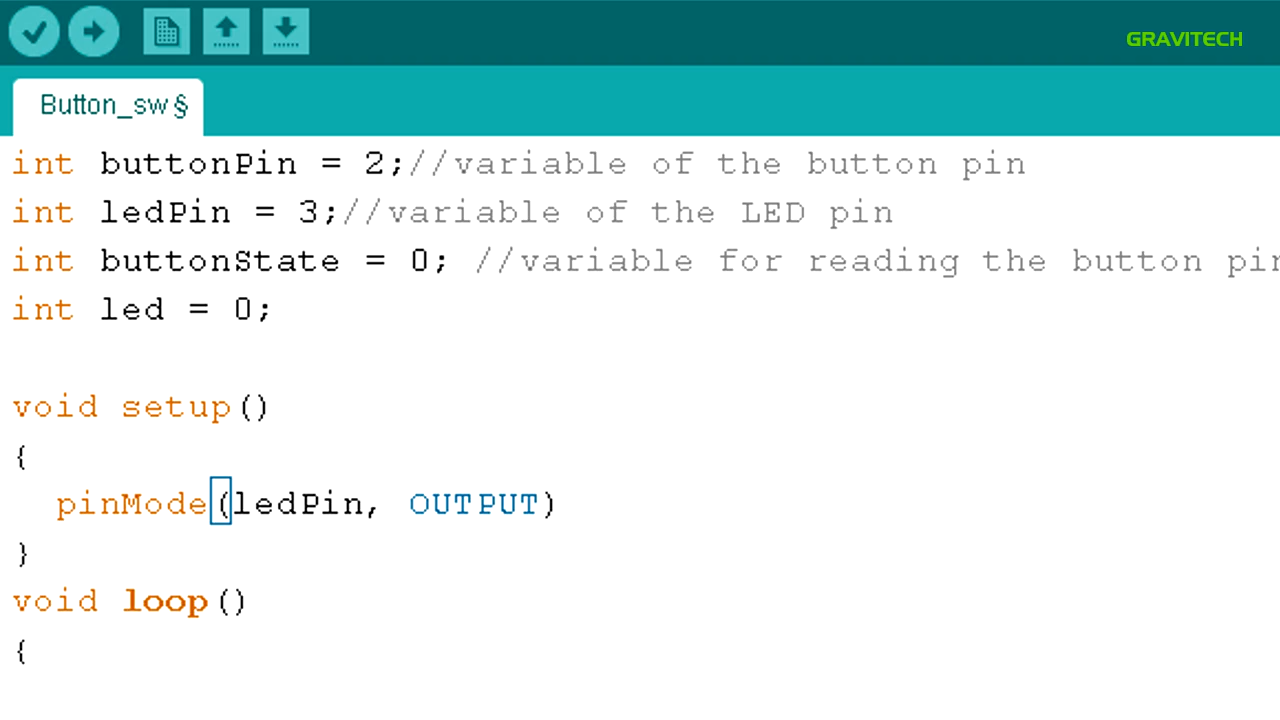 GRAVITECH
Button_sw§
int buttonPin = 2;//variable of the button pin
int ledPin = 3;//variable of the LED pin
int buttonState = 0; //variable for reading the button pin
int led = 0;
void setup()
{
  pinMode(ledPin, OUTPUT)
}
void loop()
{